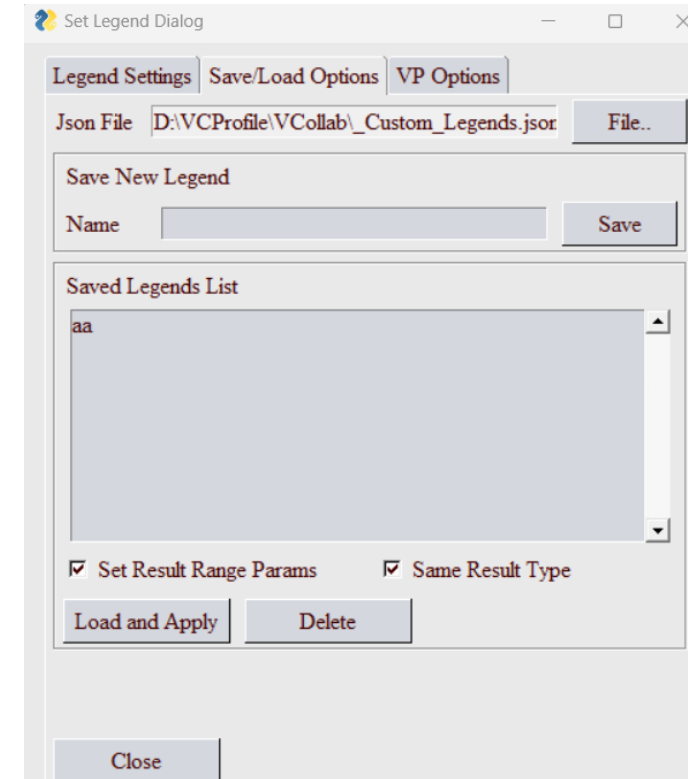 Set Legend Dialog
Legend Settings Save/Load Options VP Options
Json File D:\VCProfile\VCollab\_Custom_Legends.json File..
Save New Legend
Name Save
Saved Legends List
aa
Set Result Range Params Same Result Type
Load and Apply Delete
Close